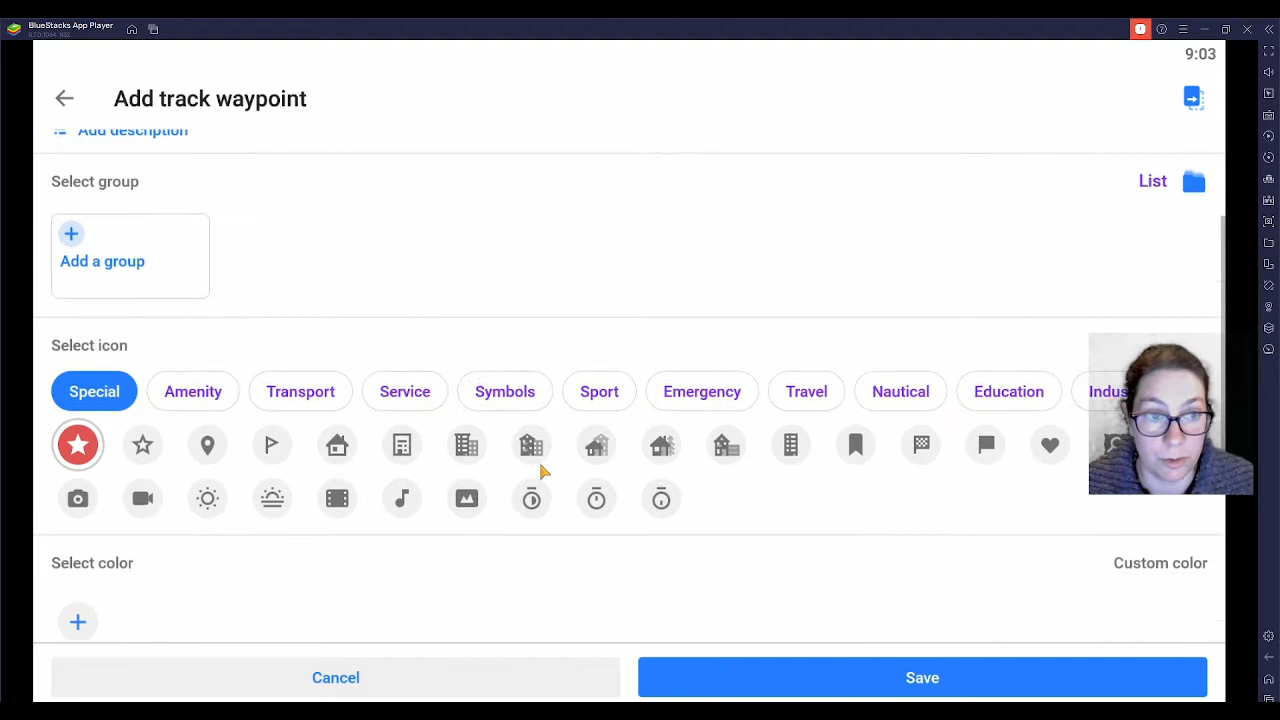 BlueStacks App Player
9:03
Add track waypoint
Add description
Select group
List
Add a group
Select icon
Special
Amenity
Transport
Service
Symbols
Sport
Emergency
Travel
Nautical
Education
Indus
Select color
Custom color
Cancel
Save